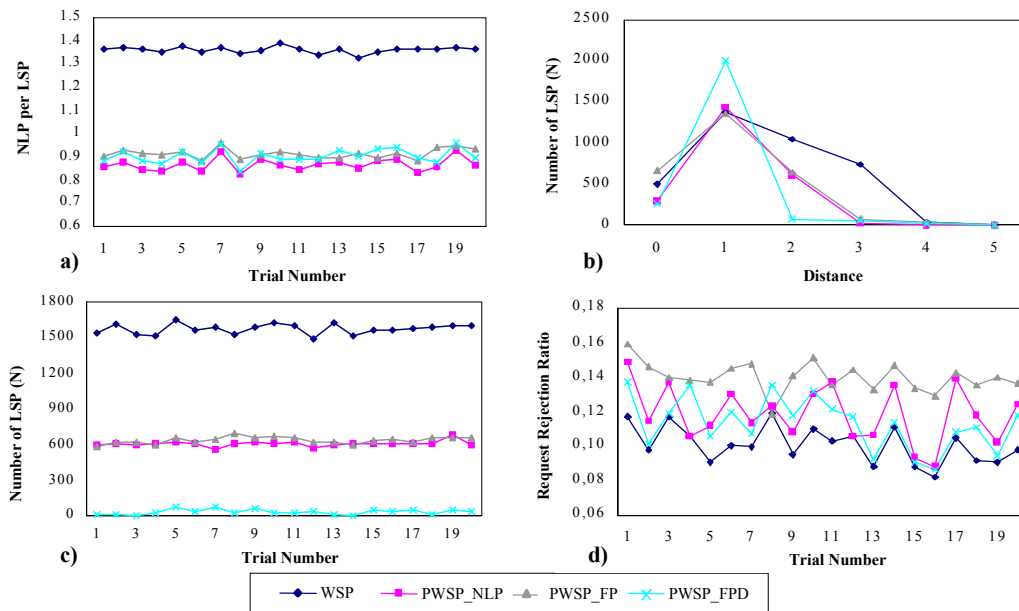 1.5
1.4
1.3
1.2
1.1
1
0.9
0.8
0.7
0.6
NLP per LSP
1 3 5 7 9 11 13 15 17 19
a)
Trial Number
2500
2000
1500
1000
500
0
Number of LSP (N)
0 1 2 3 4 5
b)
Distance
1800
1500
1200
900
600
300
0
Number of LSP (N)
1 3 5 7 9 11 13 15 17 19
c)
Trial Number
0,18
0,16
0,14
0,12
0,10
0,08
0,06
Request Rejection Ratio
1 3 5 7 9 11 13 15 17 19
d)
Trial Number
WSP PWSP_NLP PWSP_FP PWSP_FPD